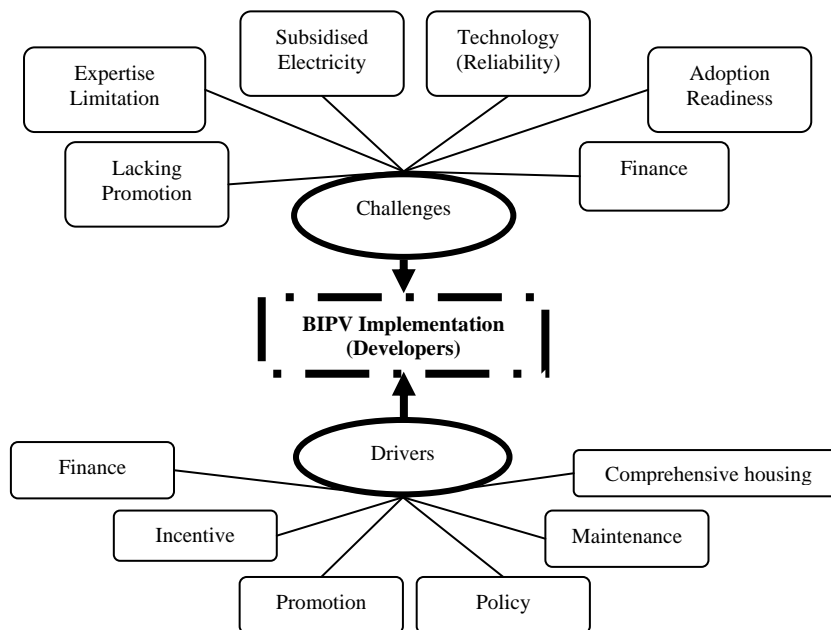 Subsidised
Electricity
Technology
(Reliability)
Expertise
Limitation
Adoption
Readiness
Lacking
Promotion
Finance
Challenges
BIPV Implementation
(Developers)
Drivers
Finance
Comprehensive housing
Incentive
Maintenance
Promotion
Policy